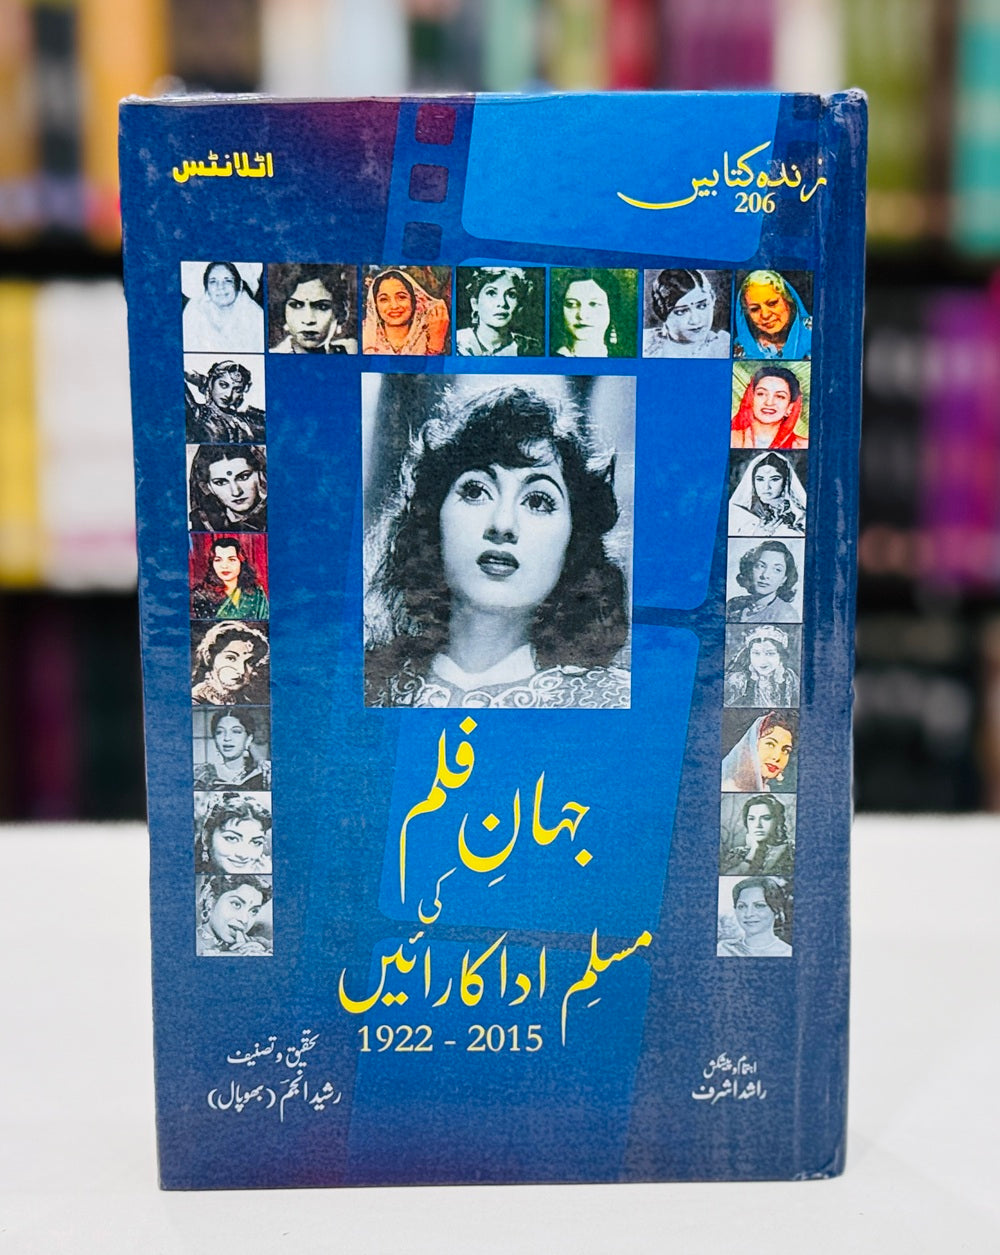 زندہ کتابیں
206
اٹلانٹس
جہانِ فلم
کی
مسلم اداکارائیں
1922 - 2015
تحقیق و تصنیف
رشید انجم (بھوپال)
اہتمام و پیشکش
راشد اشرف